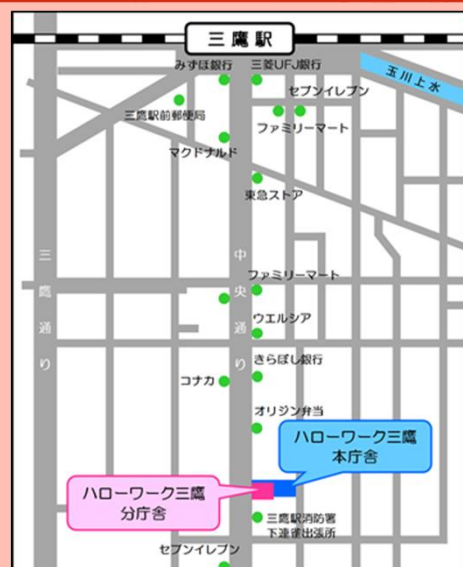 三鷹駅
みずほ銀行
三菱UFJ銀行
玉川上水
セブンイレブン
三鷹駅前郵便局
ファミリーマート
マクドナルド
東急ストア
三鷹通り
中央通り
ファミリーマート
ウエルシア
きらぼし銀行
コナカ
オリジン弁当
ハローワーク三鷹
本庁舎
ハローワーク三鷹
分庁舎
三鷹駅消防署
下連雀出張所
セブンイレブン